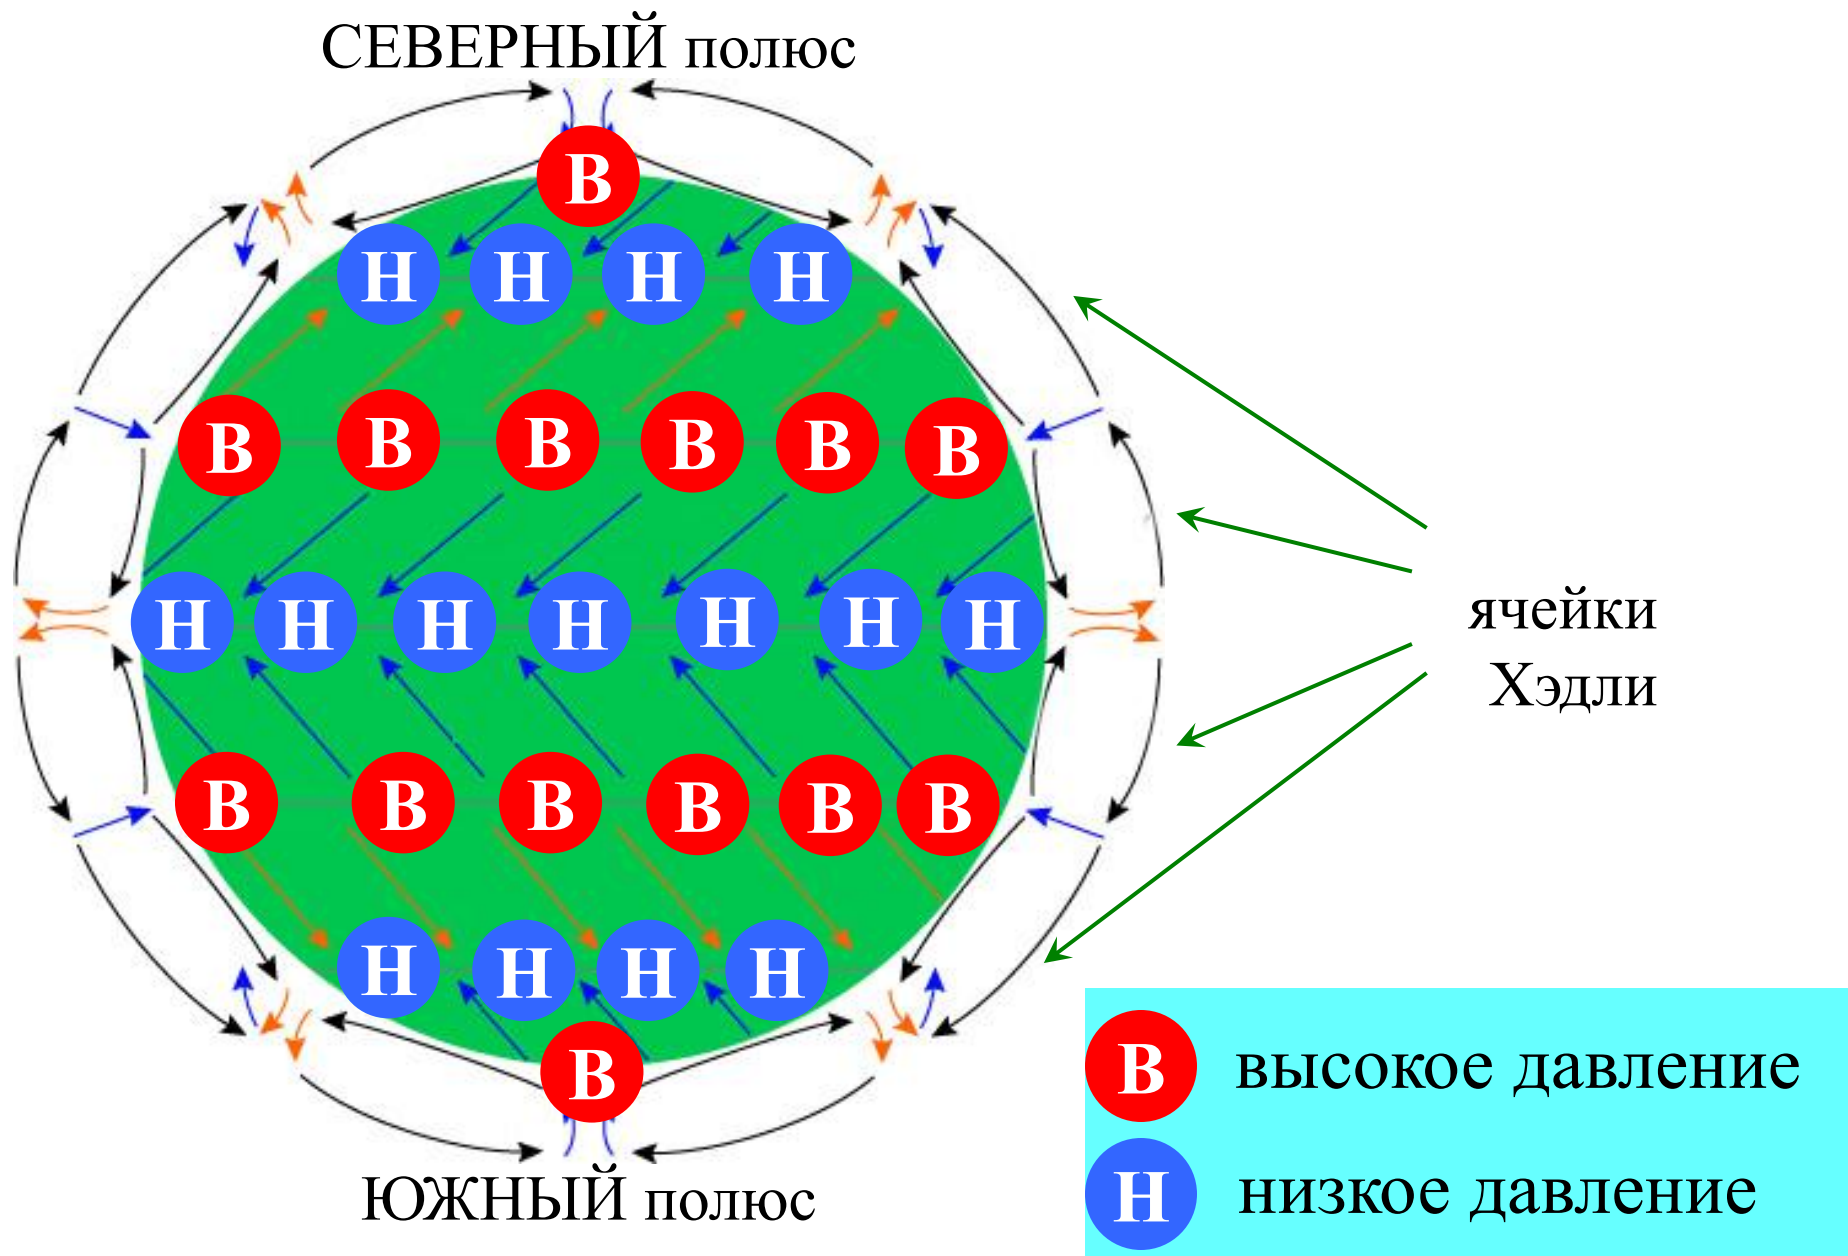 СЕВЕРНЫЙ полюс
В
Н Н Н Н
В В В В В В
Н Н Н Н Н Н Н
ячейки
Хэдли
В В В В В В
Н Н Н Н
В
ЮЖНЫЙ полюс
В высокое давление
Н низкое давление